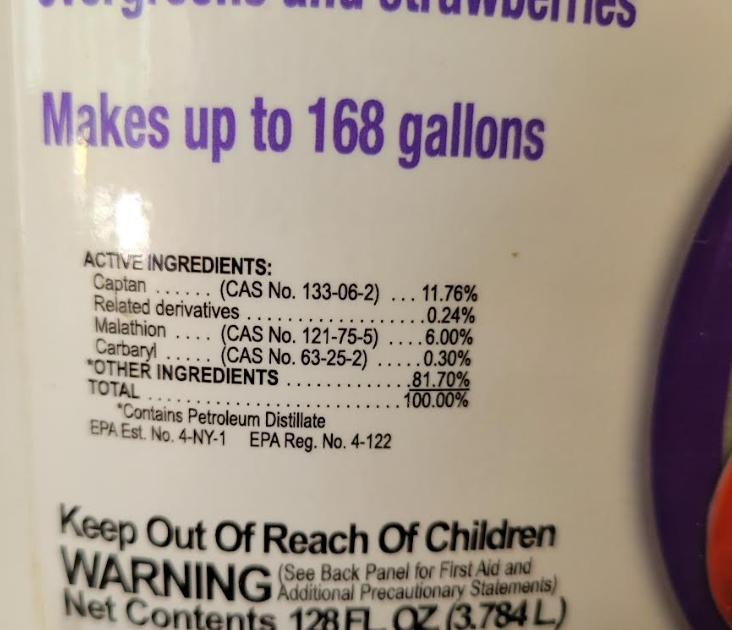 evergreens and strawberries
Makes up to 168 gallons
ACTIVE INGREDIENTS:
Captan ...... (CAS No. 133-06-2) ... 11.76%
Related derivatives ..................0.24%
Malathion .... (CAS No. 121-75-5) ....6.00%
Carbaryl ..... (CAS No. 63-25-2) .....0.30%
*OTHER INGREDIENTS .............81.70%
TOTAL ..........................100.00%
*Contains Petroleum Distillate
EPA Est. No. 4-NY-1 EPA Reg. No. 4-122
Keep Out Of Reach Of Children
WARNING (See Back Panel for First Aid and
Additional Precautionary Statements)
Net Contents 128 FL. OZ. (3.784 L)